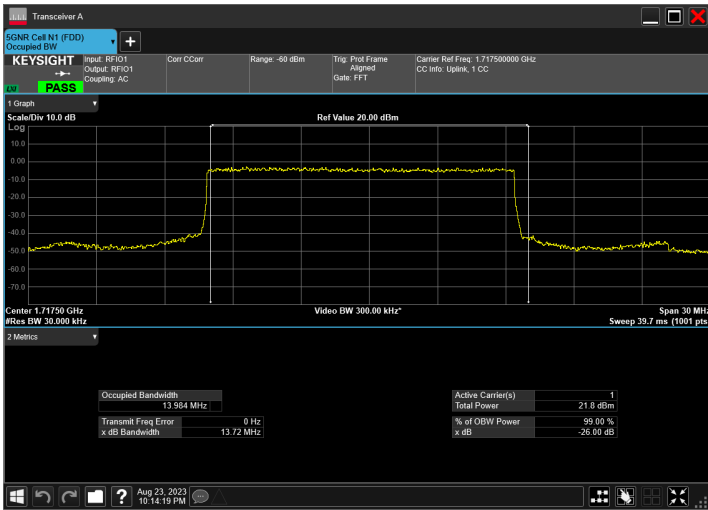 Transceiver A
5GNR Cell N1 (FDD)
Occupied BW
KEYSIGHT
LXI
PASS
Input: RFIO1
Output: RFIO1
Coupling: AC
Corr CCorr
Range: -60 dBm
Trig: Prot Frame
Aligned
Gate: FFT
Carrier Ref Freq: 1.717500000 GHz
CC Info: Uplink, 1 CC
1 Graph
Scale/Div 10.0 dB
Ref Value 20.00 dBm
Log
10.0
0.00
-10.0
-20.0
-30.0
-40.0
-50.0
-60.0
-70.0
Center 1.71750 GHz
#Res BW 30.000 kHz
Video BW 300.00 kHz*
Span 30 MHz
Sweep 39.7 ms (1001 pts
2 Metrics
Occupied Bandwidth
13.984 MHz
Transmit Freq Error 0 Hz
x dB Bandwidth 13.72 MHz
Active Carrier(s) 1
Total Power 21.8 dBm
% of OBW Power 99.00 %
x dB -26.00 dB
Aug 23, 2023
10:14:19 PM